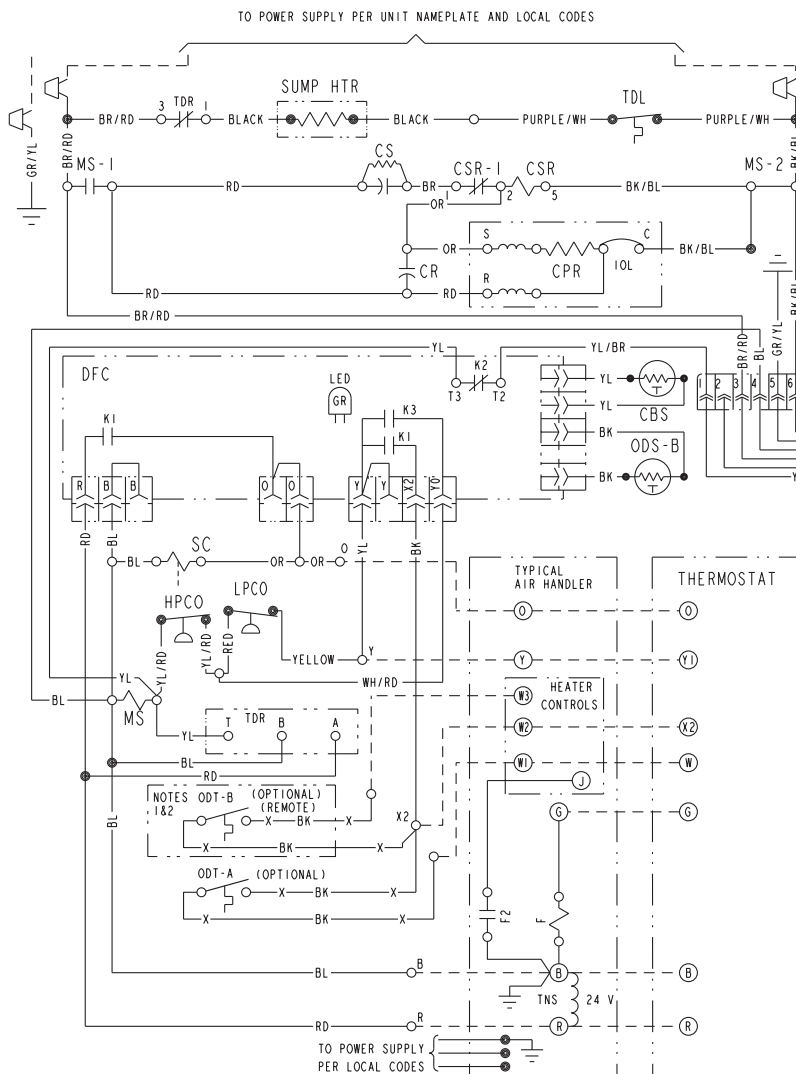 TO POWER SUPPLY PER UNIT NAMEPLATE AND LOCAL CODES
SUMP HTR
TDL
BR/RD 3 TDR 1 BLACK BLACK PURPLE/WH PURPLE/WH
GR/YL
BR/RD
BK/BL
MS-1 CS CSR-1 CSR MS-2
RD BR 1 2 5 BK/BL
OR
OR S C BK/BL
CR CPR IOL
R
RD RD
BR/RD
GR/YL
BK/BL
YL K2 YL/BR
BR/RD
BL
DFC
LED
GR
T3 T2
K3
K1
K1
YL
CBS
YL
BK
ODS-B
BK
1 2 3 4 5 6
Y
R B B O O Y Y X2 YO
RD
BL
YL
BK
BL SC OR OR O
TYPICAL
AIR HANDLER
THERMOSTAT
HPCO LPCO
O O
YL/RD
YL/RD
RED
YELLOW Y Y Y1
WH/RD
YL
BL MS
W3 HEATER
CONTROLS
W2 X2
YL T TDR B A
BL
RD
W1 W
J
NOTES
1&2
ODT-B (OPTIONAL)
(REMOTE)
X BK X
X BK X
X2
BL
G G
ODT-A (OPTIONAL)
X BK X
X BK X
F2
F
BL B B B
TNS 24 V
RD R R R
TO POWER SUPPLY
PER LOCAL CODES